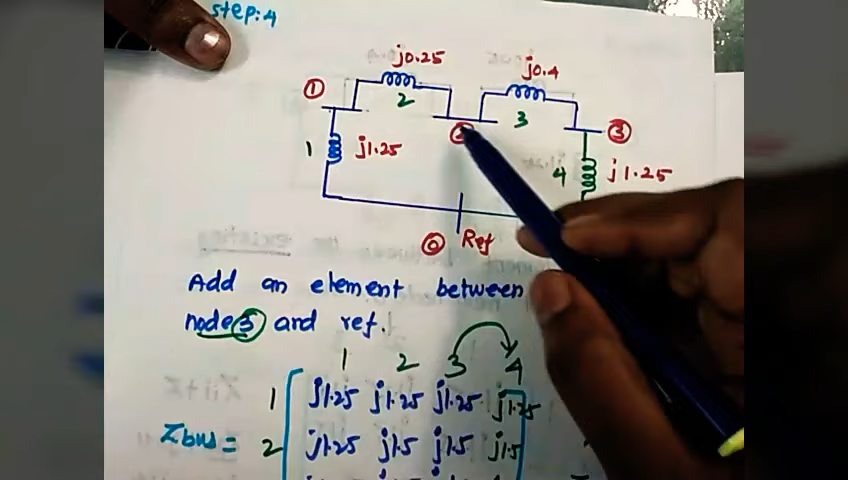 step:4
j0.25 j0.4
① 2 3 ③
1 j1.25 4 j1.25
⓪ Ref
Add an element between
node ③ and ref.
1 2 3 4
1 j1.25 j1.25 j1.25 j1.25
Zbus = 2 j1.25 j1.5 j1.5 j1.5